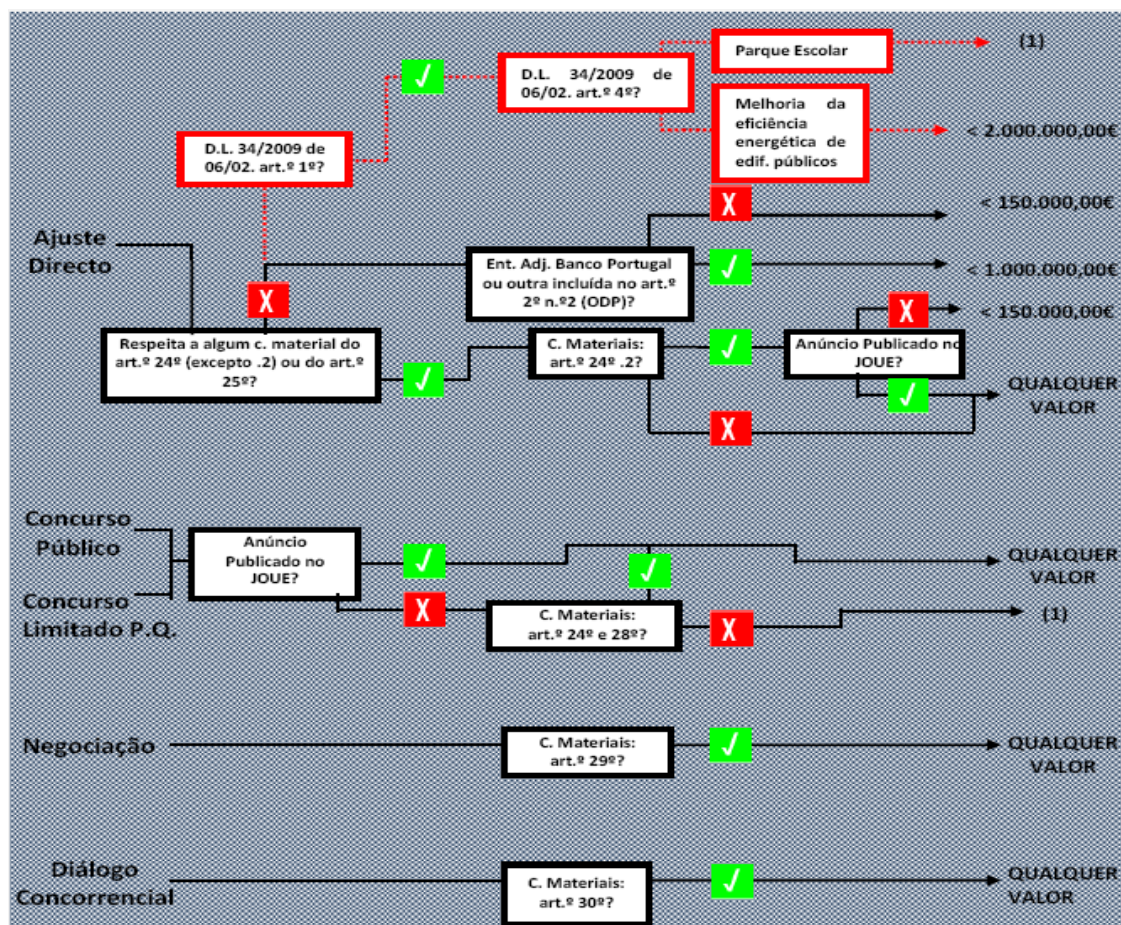 Parque Escolar
(1)
D.L. 34/2009 de
06/02. art.º 4º?
Melhoria da
eficiência
energética de
edif. públicos
< 2.000.000,00€
D.L. 34/2009 de
06/02. art.º 1º?
X
< 150.000,00€
Ajuste
Directo
Ent. Adj. Banco Portugal
ou outra incluída no art.º
2º n.º2 (ODP)?
< 1.000.000,00€
X
X
< 150.000,00€
Respeita a algum c. material do
art.º 24º (excepto .2) ou do art.º
25º?
C. Materiais:
art.º 24º .2?
Anúncio Publicado no
JOUE?
QUALQUER
VALOR
X
Concurso
Público
Anúncio
Publicado no
JOUE?
QUALQUER
VALOR
Concurso
Limitado P.Q.
X
C. Materiais:
art.º 24º e 28º?
X
(1)
Negociação
C. Materiais:
art.º 29º?
QUALQUER
VALOR
Diálogo
Concorrencial
C. Materiais:
art.º 30º?
QUALQUER
VALOR